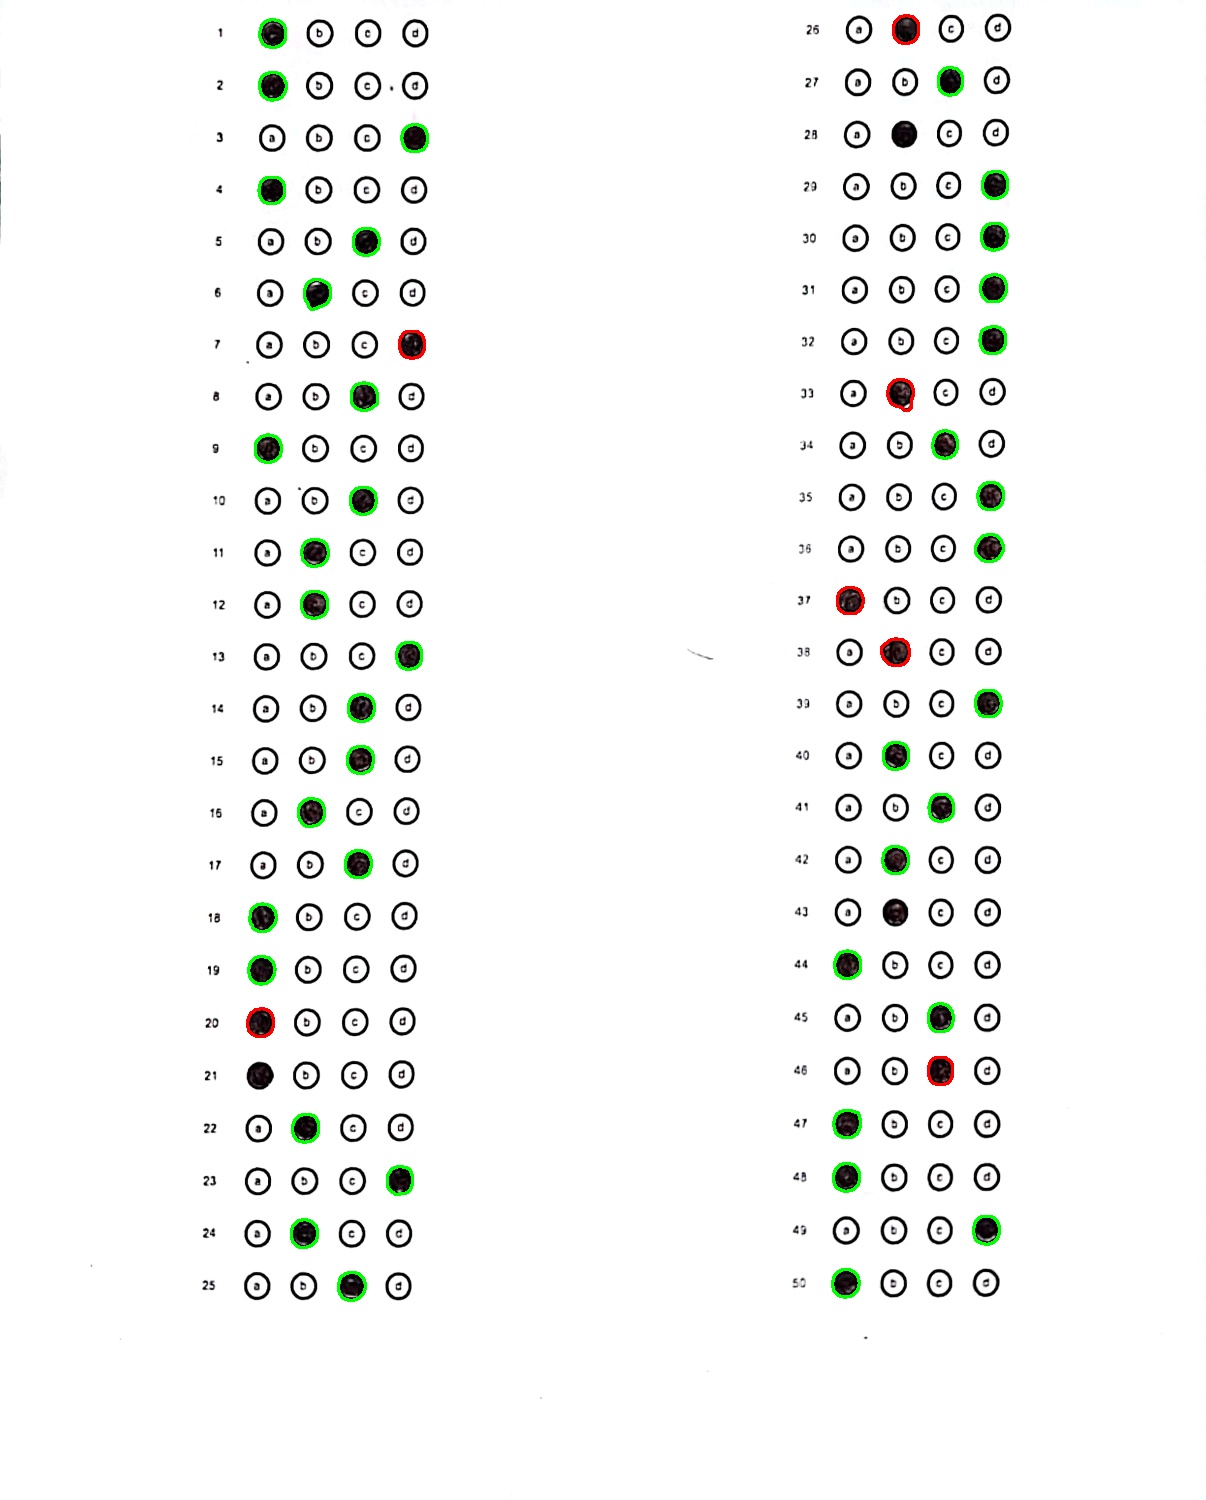 1 b c d
2 b c d
3 a b c
4 b c d
5 a b d
6 a c d
7 a b c
8 a b d
9 b c d
10 a b d
11 a c d
12 a c d
13 a b c
14 a b d
15 a b d
16 a c d
17 a b d
18 b c d
19 b c d
20 b c d
21 b c d
22 a c d
23 a b c
24 a c d
25 a b d
26 a c d
27 a b d
28 a c d
29 a b c
30 a b c
31 a b c
32 a b c
33 a c d
34 a b d
35 a b c
36 a b c
37 b c d
38 a c d
39 a b c
40 a c d
41 a b d
42 a c d
43 a c d
44 b c d
45 a b d
46 a b d
47 b c d
48 b c d
49 a b c
50 b c d